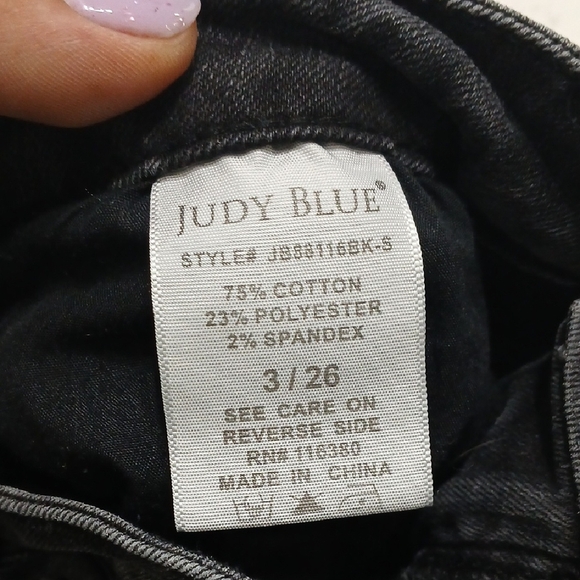 JUDY BLUE®
STYLE# JB88116BK-S
75% COTTON
23% POLYESTER
2% SPANDEX
3 / 26
SEE CARE ON
REVERSE SIDE
RN# 116380
MADE IN CHINA